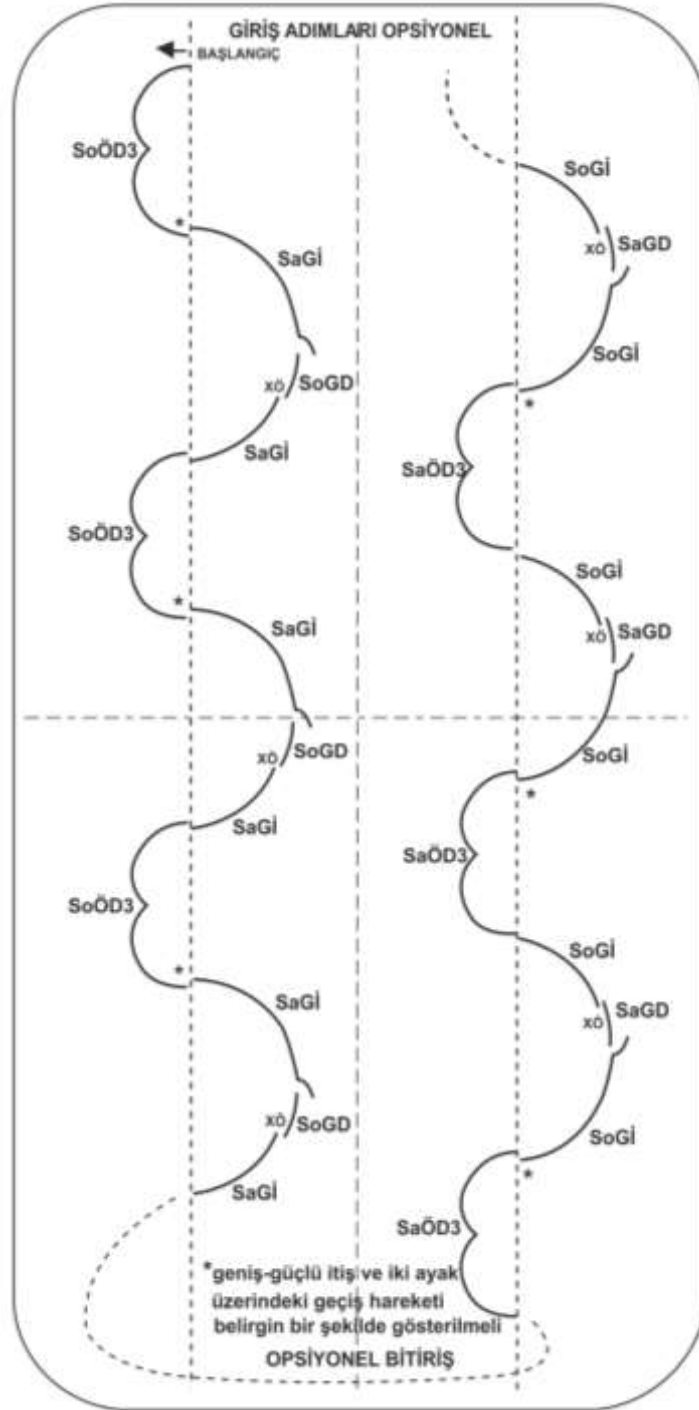 GİRİŞ ADIMLARI OPSİYONEL
BAŞLANGIÇ
SoÖD3
*
SaGİ
xö SoGD
SaGİ
SoÖD3
*
SaGİ
SoGD
xö
SaGİ
SoÖD3
*
SaGİ
xö SoGD
SaGİ
SoGİ
xö SaGD
SoGİ
*
SaÖD3
SoGİ
xö SaGD
SoGİ
*
SaÖD3
SoGİ
SaGD
xö
SoGİ
*
SaÖD3
*geniş-güçlü itiş ve iki ayak
üzerindeki geçiş hareketi
belirgin bir şekilde gösterilmeli
OPSİYONEL BİTİRİŞ